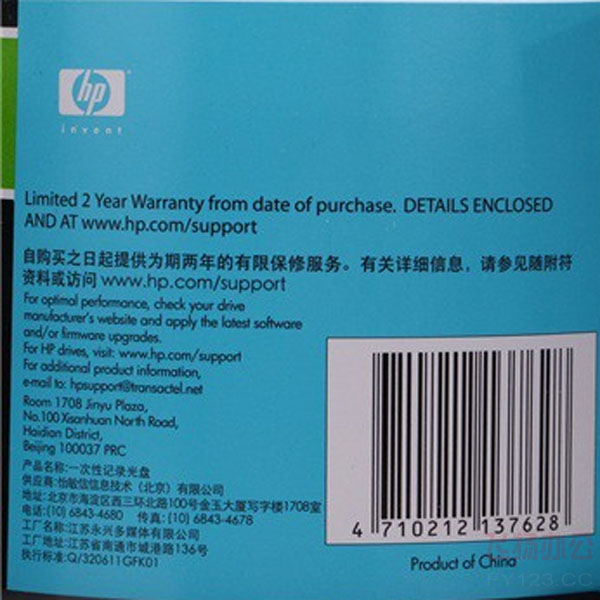 hp
invent
Limited 2 Year Warranty from date of purchase. DETAILS ENCLOSED
AND AT www.hp.com/support
自购买之日起提供为期两年的有限保修服务。有关详细信息，请参见随附符
资料或访问 www.hp.com/support
For optimal performance, check your drive
manufacturer's website and apply the latest software
and/or firmware upgrades.
For HP drives, visit: www.hp.com/support
For additional product information,
e-mail to: hpsupport@transactel.net
Room 1708 Jinyu Plaza,
No.100 Xisanhuan North Road,
Haidian District,
Beijing 100037 PRC
产品名称:一次性记录光盘
供应商:怡敏信信息技术（北京）有限公司
地址:北京市海淀区西三环北路100号金玉大厦写字楼1708室
电话:(10) 6843-4680 传真: (10) 6843-4678
工厂名称:江苏永兴多媒体有限公司
工厂地址:江苏省南通市城港路136号
执行标准:Q/320611GFK01
4 710212 137628
Product of China
FY123.CC